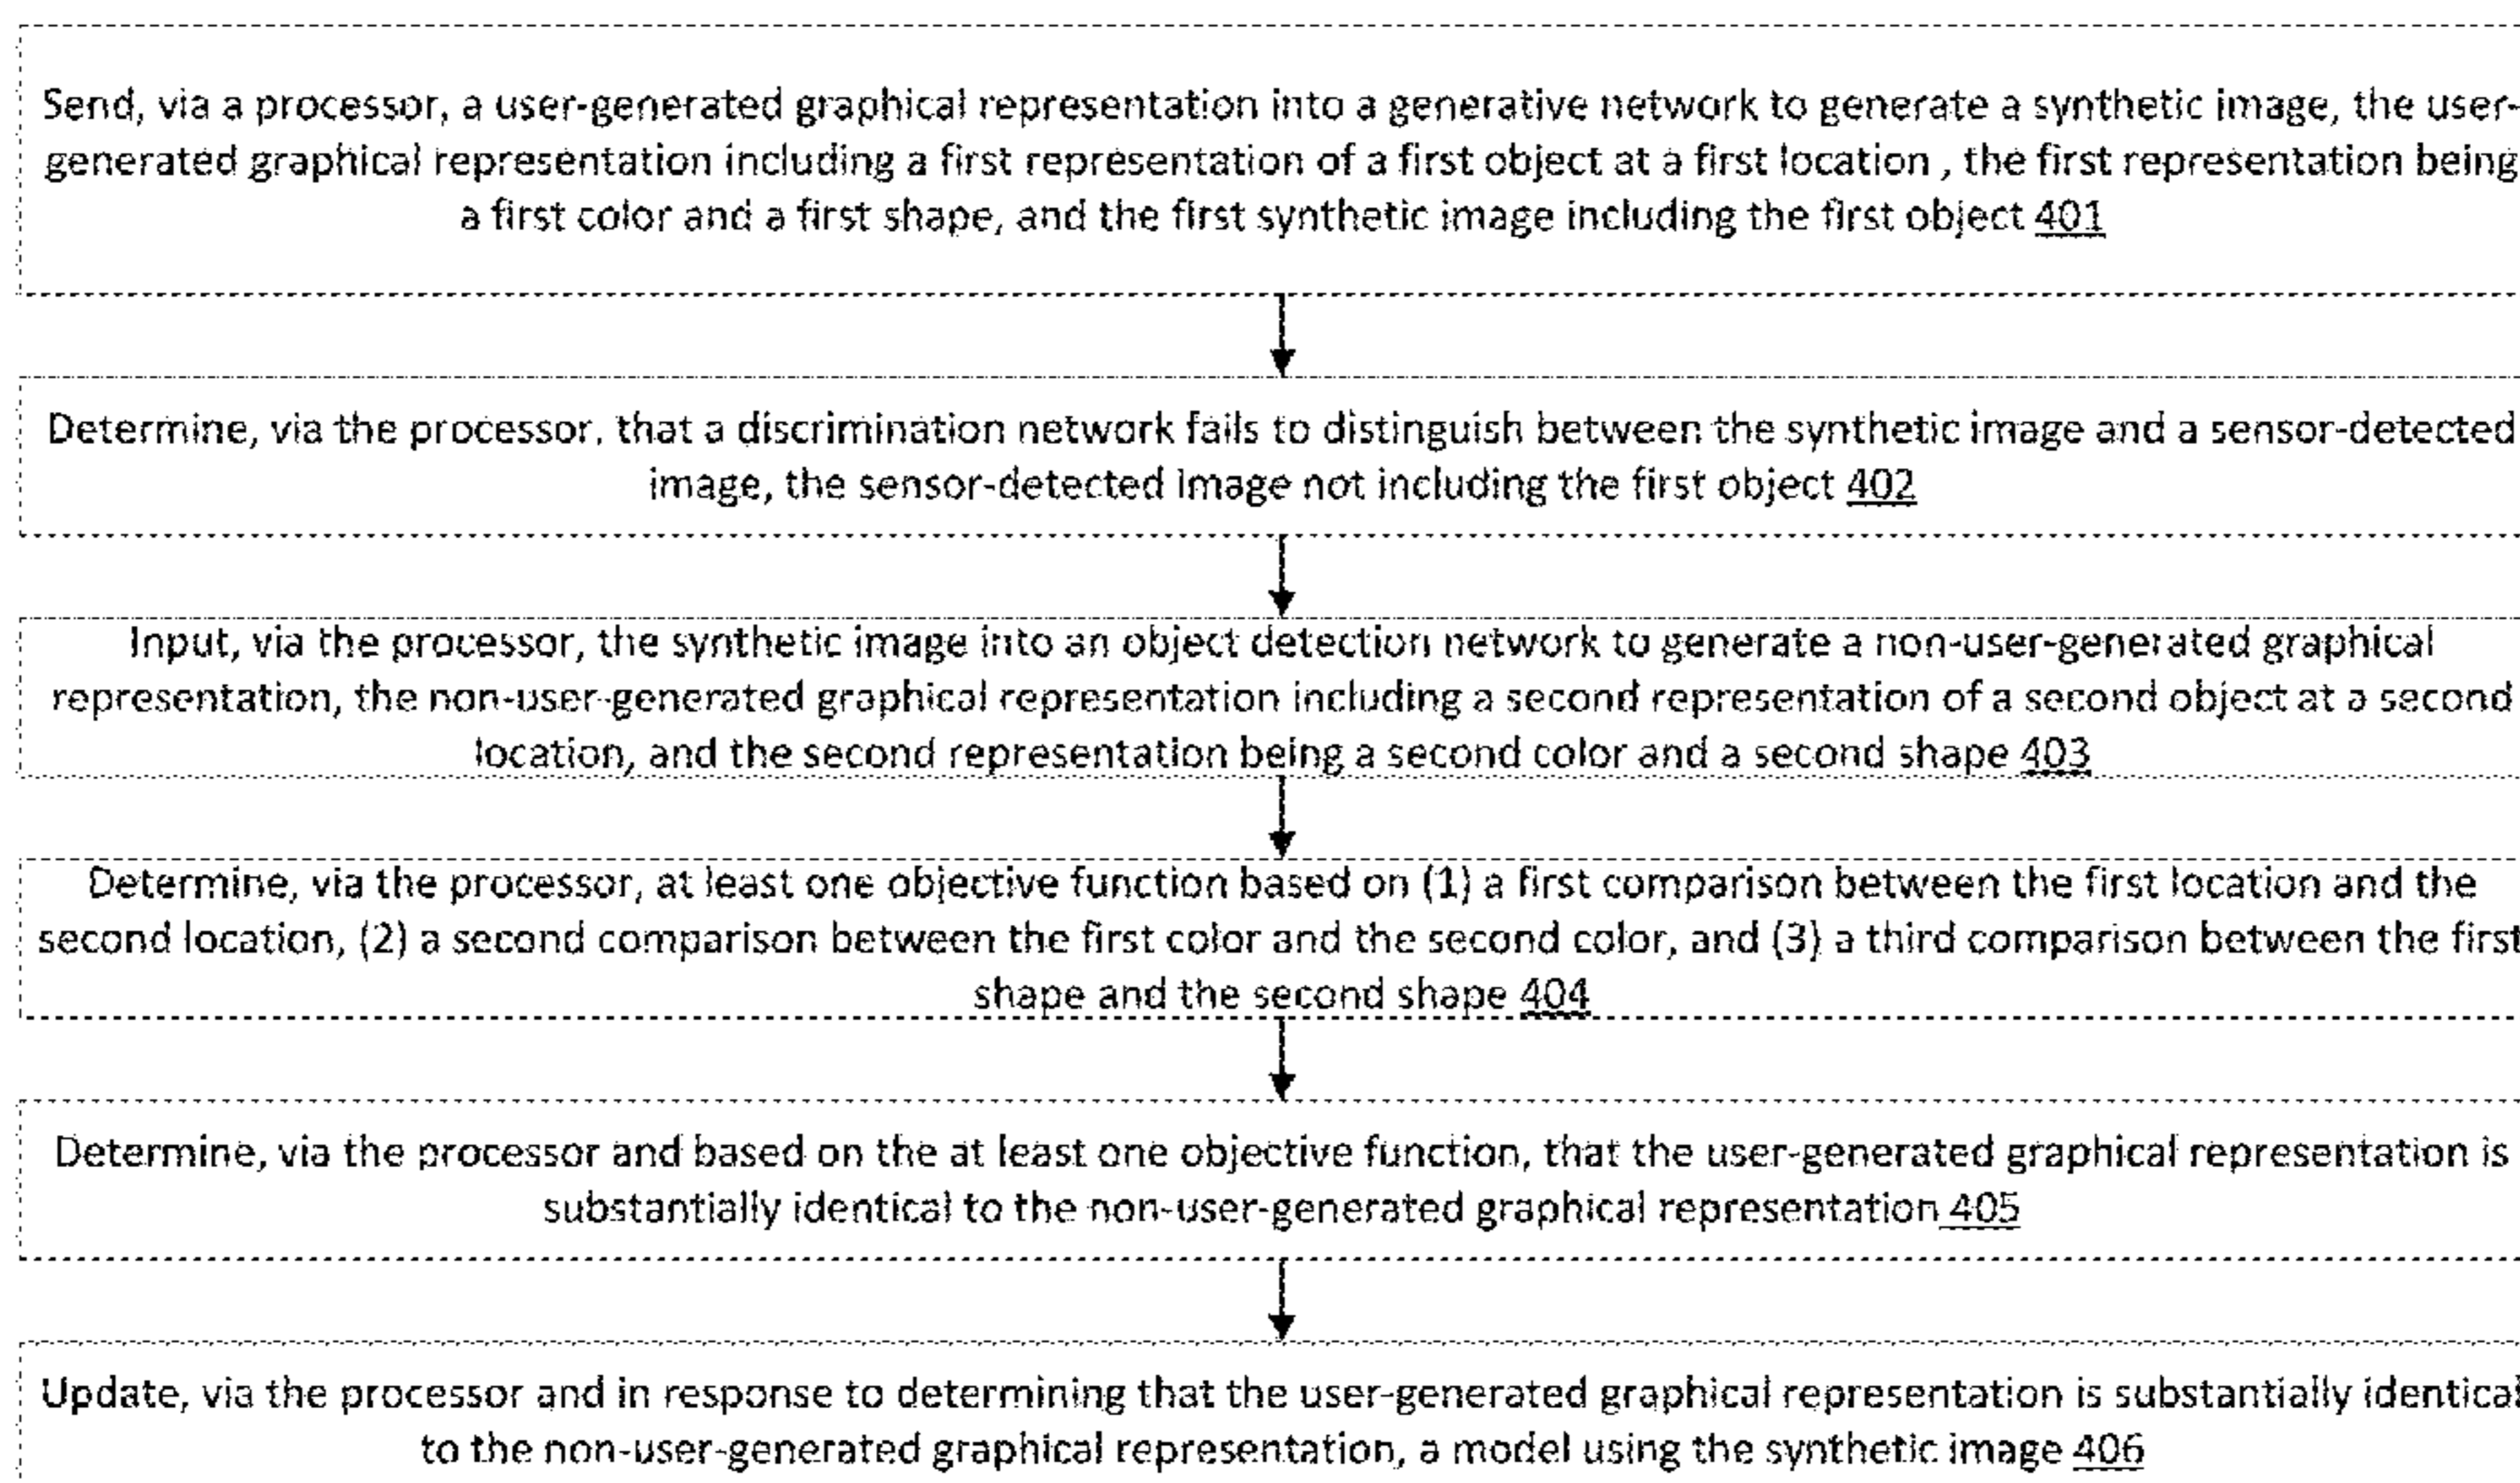 Send, via a processor, a user-generated graphical representation into a generative network to generate a synthetic image, the user-
generated graphical representation including a first representation of a first object at a first location , the first representation being
a first color and a first shape, and the first synthetic image including the first object 401
Determine, via the processor, that a discrimination network fails to distinguish between the synthetic image and a sensor-detected
image, the sensor-detected image not including the first object 402
Input, via the processor, the synthetic image into an object detection network to generate a non-user-generated graphical
representation, the non-user-generated graphical representation including a second representation of a second object at a second
location, and the second representation being a second color and a second shape 403
Determine, via the processor, at least one objective function based on (1) a first comparison between the first location and the
second location, (2) a second comparison between the first color and the second color, and (3) a third comparison between the first
shape and the second shape 404
Determine, via the processor and based on the at least one objective function, that the user-generated graphical representation is
substantially identical to the non-user-generated graphical representation 405
Update, via the processor and in response to determining that the user-generated graphical representation is substantially identical
to the non-user-generated graphical representation, a model using the synthetic image 406